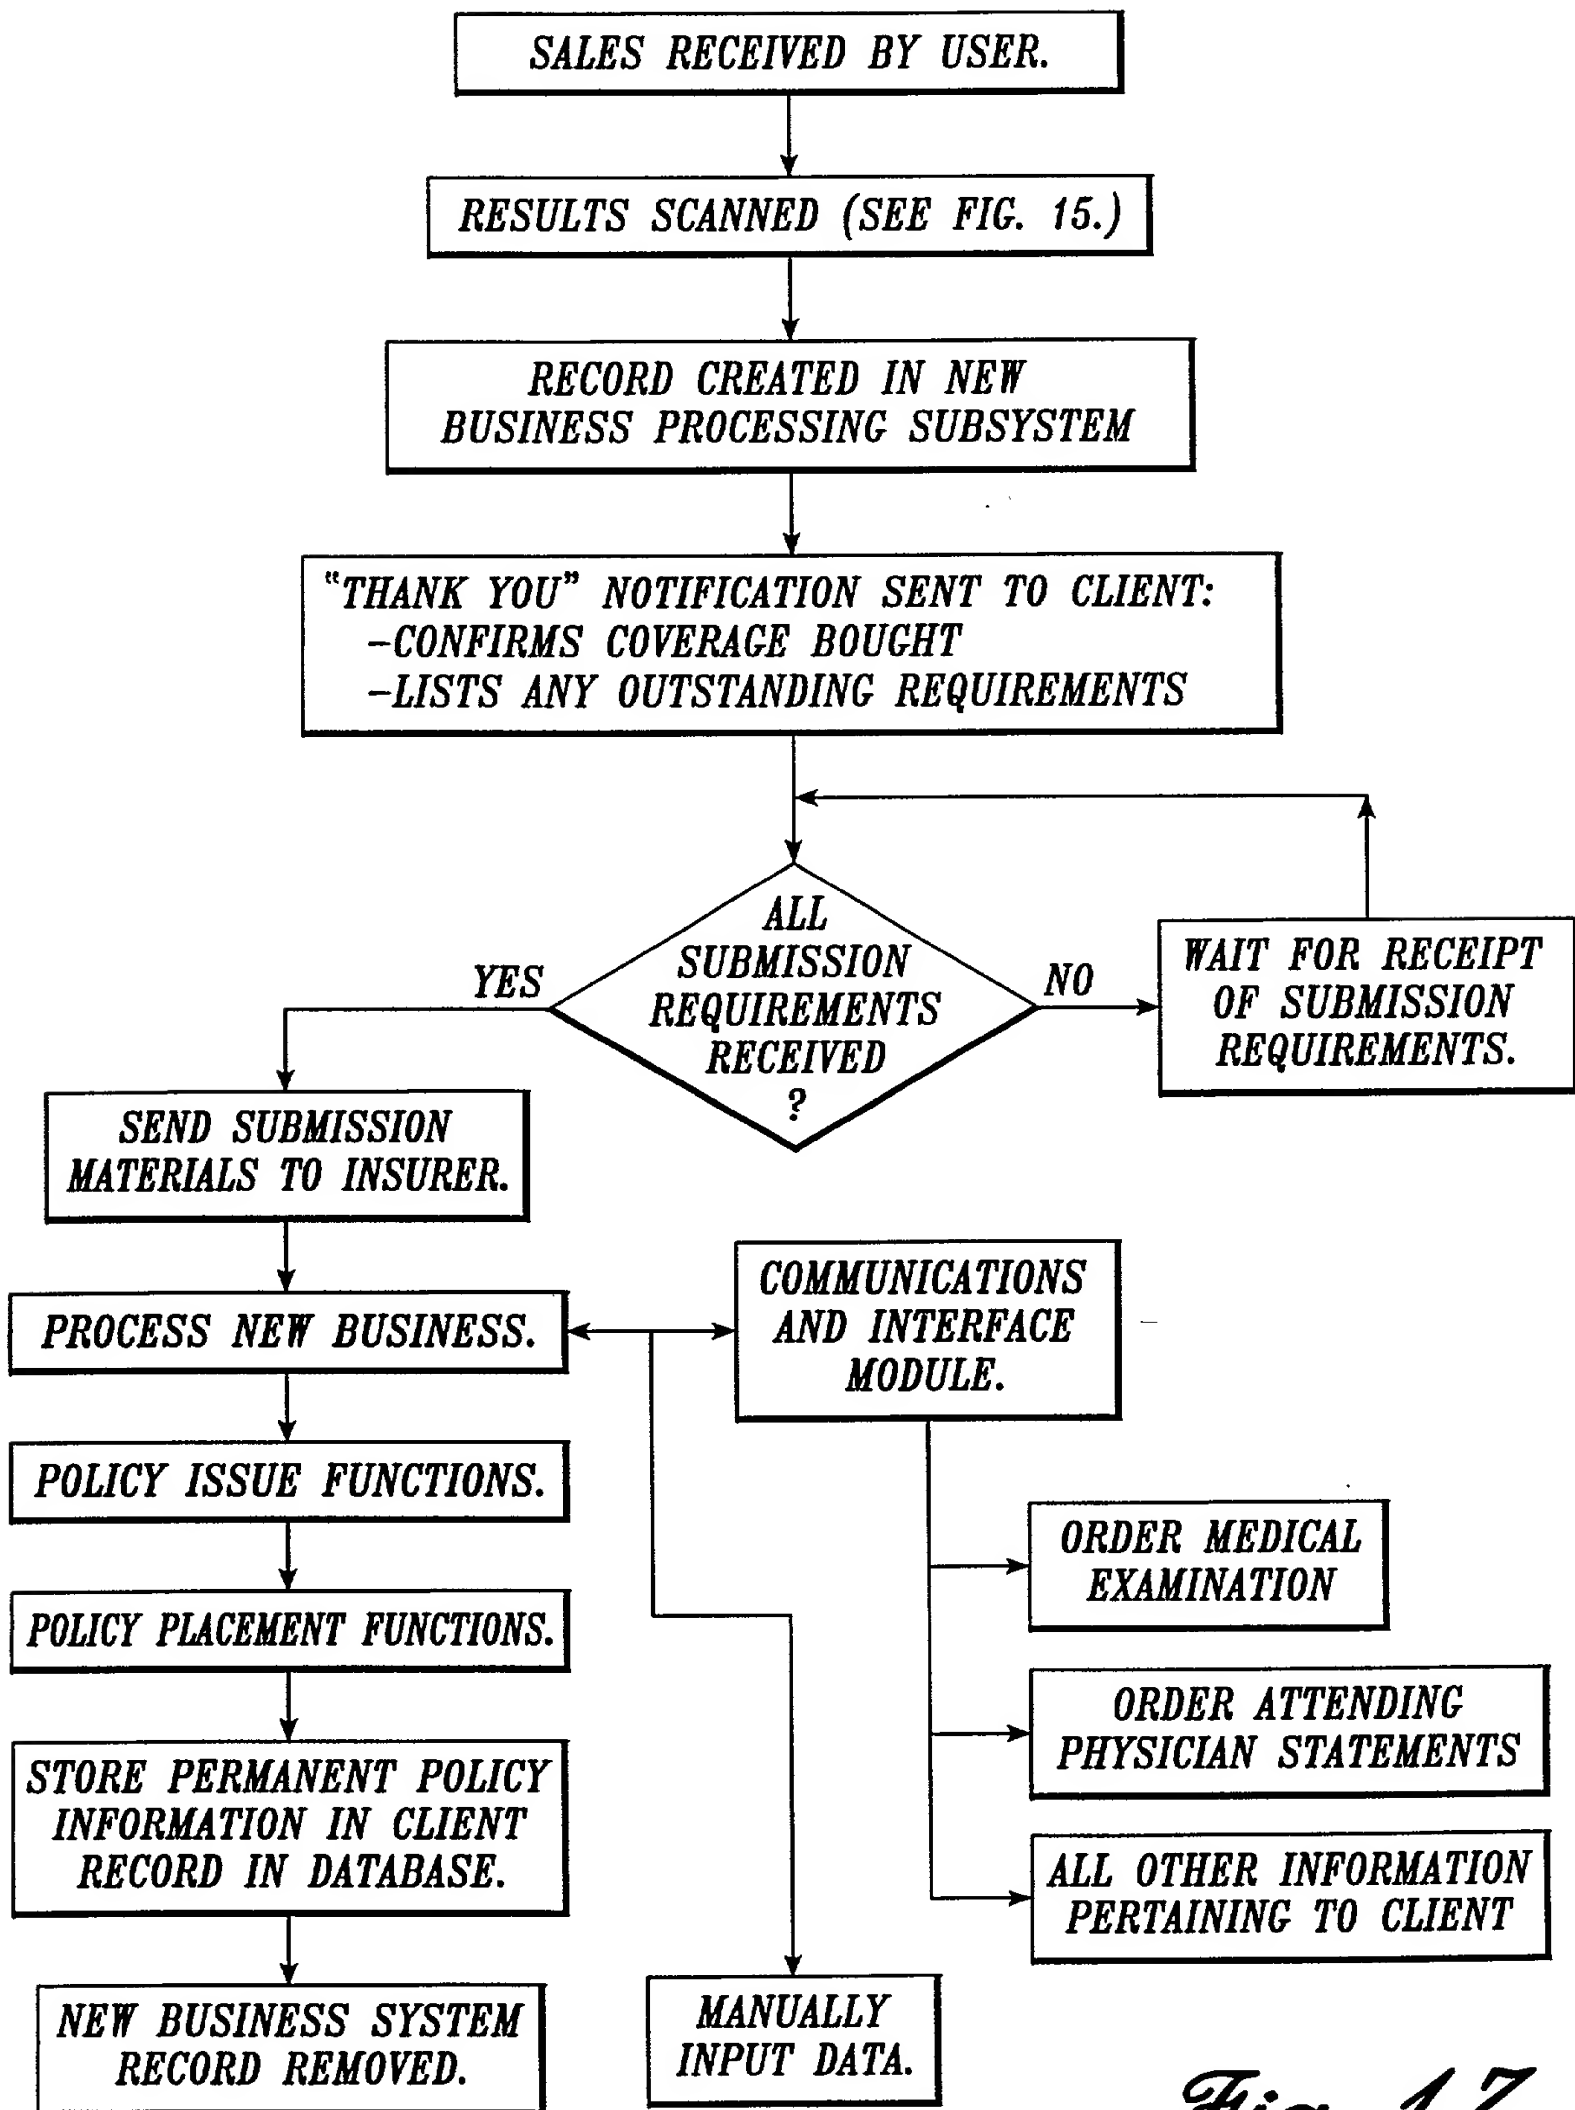 SALES RECEIVED BY USER.
RESULTS SCANNED (SEE FIG. 15.)
RECORD CREATED IN NEW
BUSINESS PROCESSING SUBSYSTEM
"THANK YOU" NOTIFICATION SENT TO CLIENT:
-CONFIRMS COVERAGE BOUGHT
-LISTS ANY OUTSTANDING REQUIREMENTS
ALL
SUBMISSION
REQUIREMENTS
RECEIVED
?
YES
NO
WAIT FOR RECEIPT
OF SUBMISSION
REQUIREMENTS.
SEND SUBMISSION
MATERIALS TO INSURER.
PROCESS NEW BUSINESS.
COMMUNICATIONS
AND INTERFACE
MODULE.
POLICY ISSUE FUNCTIONS.
ORDER MEDICAL
EXAMINATION
POLICY PLACEMENT FUNCTIONS.
ORDER ATTENDING
PHYSICIAN STATEMENTS
STORE PERMANENT POLICY
INFORMATION IN CLIENT
RECORD IN DATABASE.
ALL OTHER INFORMATION
PERTAINING TO CLIENT
NEW BUSINESS SYSTEM
RECORD REMOVED.
MANUALLY
INPUT DATA.
Fig. 17